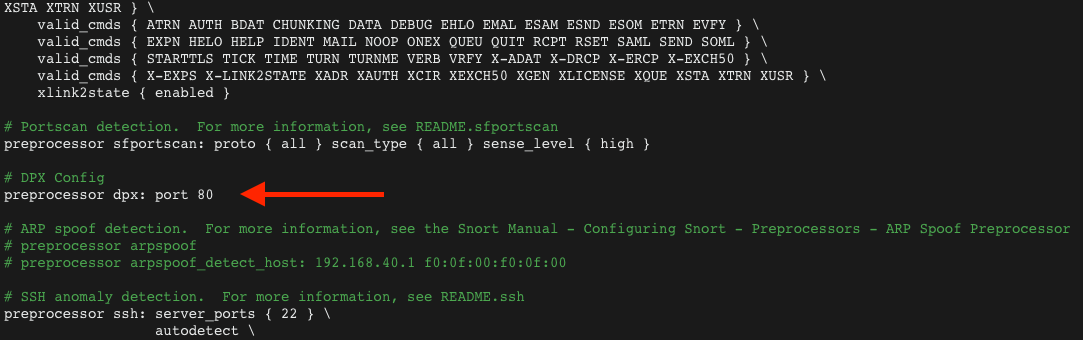 XSTA XTRN XUSR } \
valid_cmds { ATRN AUTH BDAT CHUNKING DATA DEBUG EHLO EMAL ESAM ESND ESOM ETRN EVFY } \
valid_cmds { EXPN HELO HELP IDENT MAIL NOOP ONEX QUEU QUIT RCPT RSET SAML SEND SOML } \
valid_cmds { STARTTLS TICK TIME TURN TURNME VERB VRFY X-ADAT X-DRCP X-ERCP X-EXCH50 } \
valid_cmds { X-EXPS X-LINK2STATE XADR XAUTH XCIR XEXCH50 XGEN XLICENSE XQUE XSTA XTRN XUSR } \
xlink2state { enabled }
# Portscan detection.  For more information, see README.sfportscan
preprocessor sfportscan: proto { all } scan_type { all } sense_level { high }
# DPX Config
preprocessor dpx: port 80
# ARP spoof detection.  For more information, see the Snort Manual - Configuring Snort - Preprocessors - ARP Spoof Preprocessor
# preprocessor arpspoof
# preprocessor arpspoof_detect_host: 192.168.40.1 f0:0f:00:f0:0f:00
# SSH anomaly detection.  For more information, see README.ssh
preprocessor ssh: server_ports { 22 } \
autodetect \